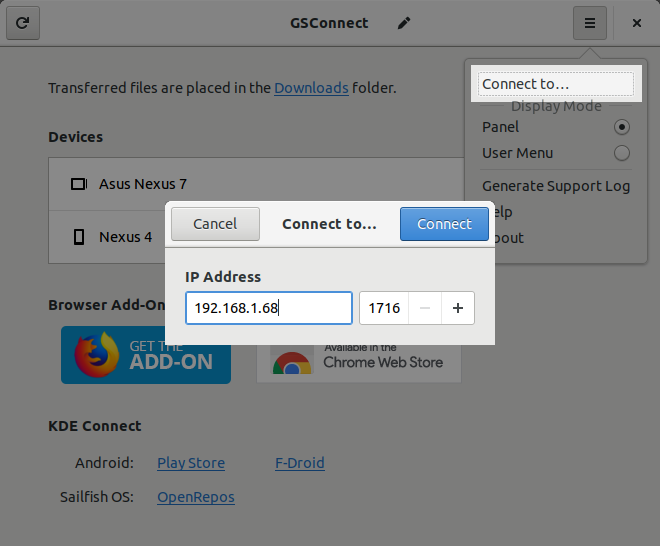 GSConnect
Transferred files are placed in the Downloads folder.
Connect to…
Display Mode
Panel
User Menu
Generate Support Log
Devices
Asus Nexus 7
Nexus 4
Cancel
Connect to…
Connect
IP Address
192.168.1.68
1716
Browser Add-On
GET THE
ADD-ON
Available in the
Chrome Web Store
KDE Connect
Android:
Play Store
F-Droid
Sailfish OS:
OpenRepos